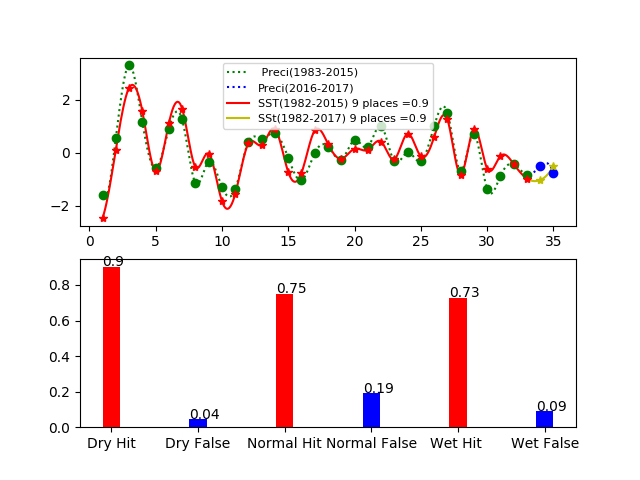 Preci(1983-2015)
Preci(2016-2017)
SST(1982-2015) 9 places =0.9
SSt(1982-2017) 9 places =0.9
2
0
−2
0 5 10 15 20 25 30 35
0.9
0.04
0.75
0.19
0.73
0.09
0.8
0.6
0.4
0.2
0.0
Dry Hit Dry False Normal Hit Normal False Wet Hit Wet False